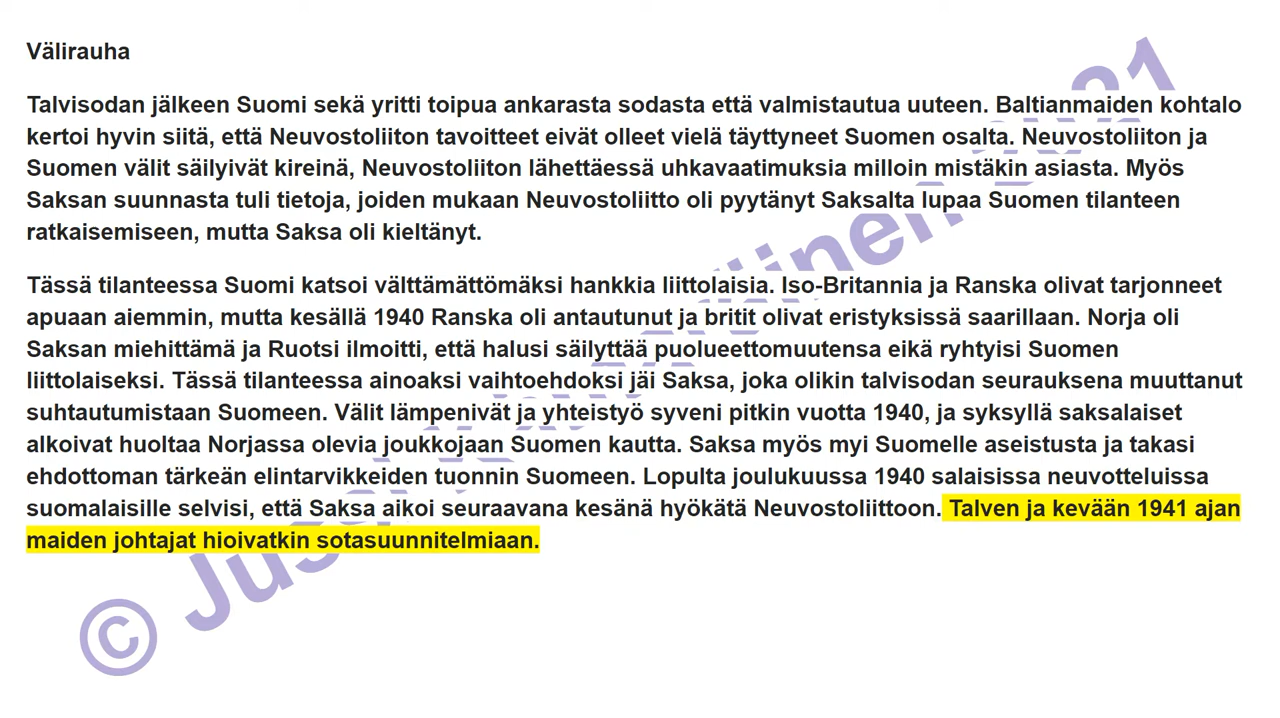 Välirauha
Talvisodan jälkeen Suomi sekä yritti toipua ankarasta sodasta että valmistautua uuteen. Baltianmaiden kohtalo
kertoi hyvin siitä, että Neuvostoliiton tavoitteet eivät olleet vielä täyttyneet Suomen osalta. Neuvostoliiton ja
Suomen välit säilyivät kireinä, Neuvostoliiton lähettäessä uhkavaatimuksia milloin mistäkin asiasta. Myös
Saksan suunnasta tuli tietoja, joiden mukaan Neuvostoliitto oli pyytänyt Saksalta lupaa Suomen tilanteen
ratkaisemiseen, mutta Saksa oli kieltänyt.
Tässä tilanteessa Suomi katsoi välttämättömäksi hankkia liittolaisia. Iso-Britannia ja Ranska olivat tarjonneet
apuaan aiemmin, mutta kesällä 1940 Ranska oli antautunut ja britit olivat eristyksissä saarillaan. Norja oli
Saksan miehittämä ja Ruotsi ilmoitti, että halusi säilyttää puolueettomuutensa eikä ryhtyisi Suomen
liittolaiseksi. Tässä tilanteessa ainoaksi vaihtoehdoksi jäi Saksa, joka olikin talvisodan seurauksena muuttanut
suhtautumistaan Suomeen. Välit lämpenivät ja yhteistyö syveni pitkin vuotta 1940, ja syksyllä saksalaiset
alkoivat huoltaa Norjassa olevia joukkojaan Suomen kautta. Saksa myös myi Suomelle aseistusta ja takasi
ehdottoman tärkeän elintarvikkeiden tuonnin Suomeen. Lopulta joulukuussa 1940 salaisissa neuvotteluissa
suomalaisille selvisi, että Saksa aikoi seuraavana kesänä hyökätä Neuvostoliittoon. Talven ja kevään 1941 ajan
maiden johtajat hioivatkin sotasuunnitelmiaan.
©